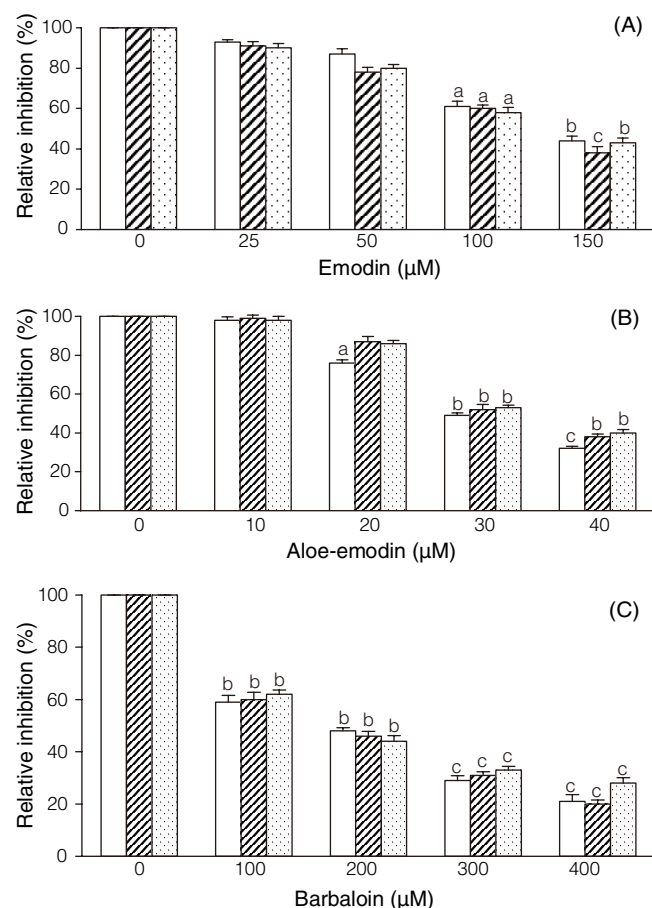 (A)
Relative inhibition (%)
100
80
60
40
20
0
a a a
b c b
0 25 50 100 150
Emodin (μM)
(B)
Relative inhibition (%)
100
80
60
40
20
0
a
b b b
c b b
0 10 20 30 40
Aloe-emodin (μM)
(C)
Relative inhibition (%)
100
80
60
40
20
0
b b b
b b b
c c c
c c c
0 100 200 300 400
Barbaloin (μM)